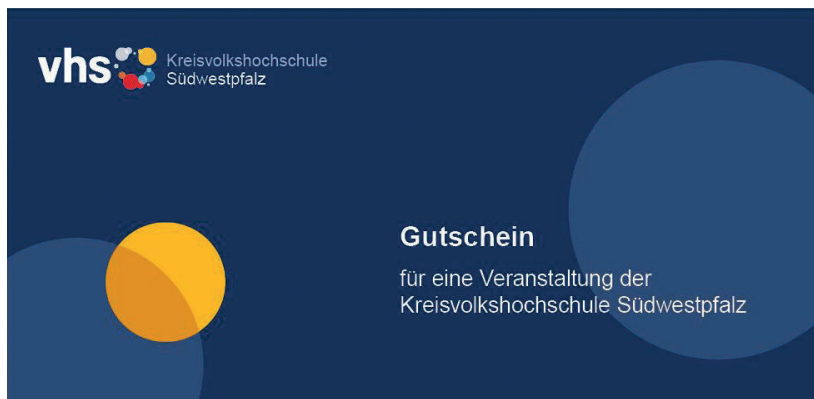 vhs
Kreisvolkshochschule
Südwestpfalz
Gutschein
für eine Veranstaltung der
Kreisvolkshochschule Südwestpfalz